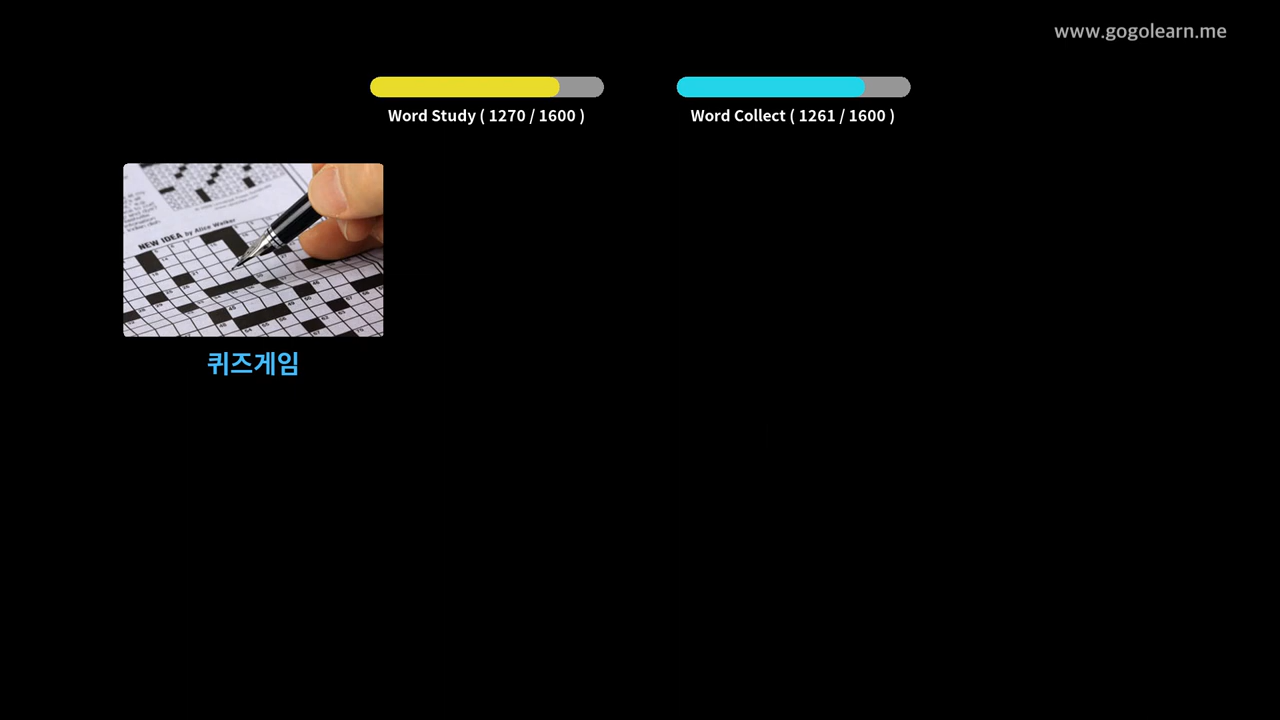 www.gogolearn.me
Word Study ( 1270 / 1600 )
Word Collect ( 1261 / 1600 )
NEW IDEA by Alice Walker
퀴즈게임